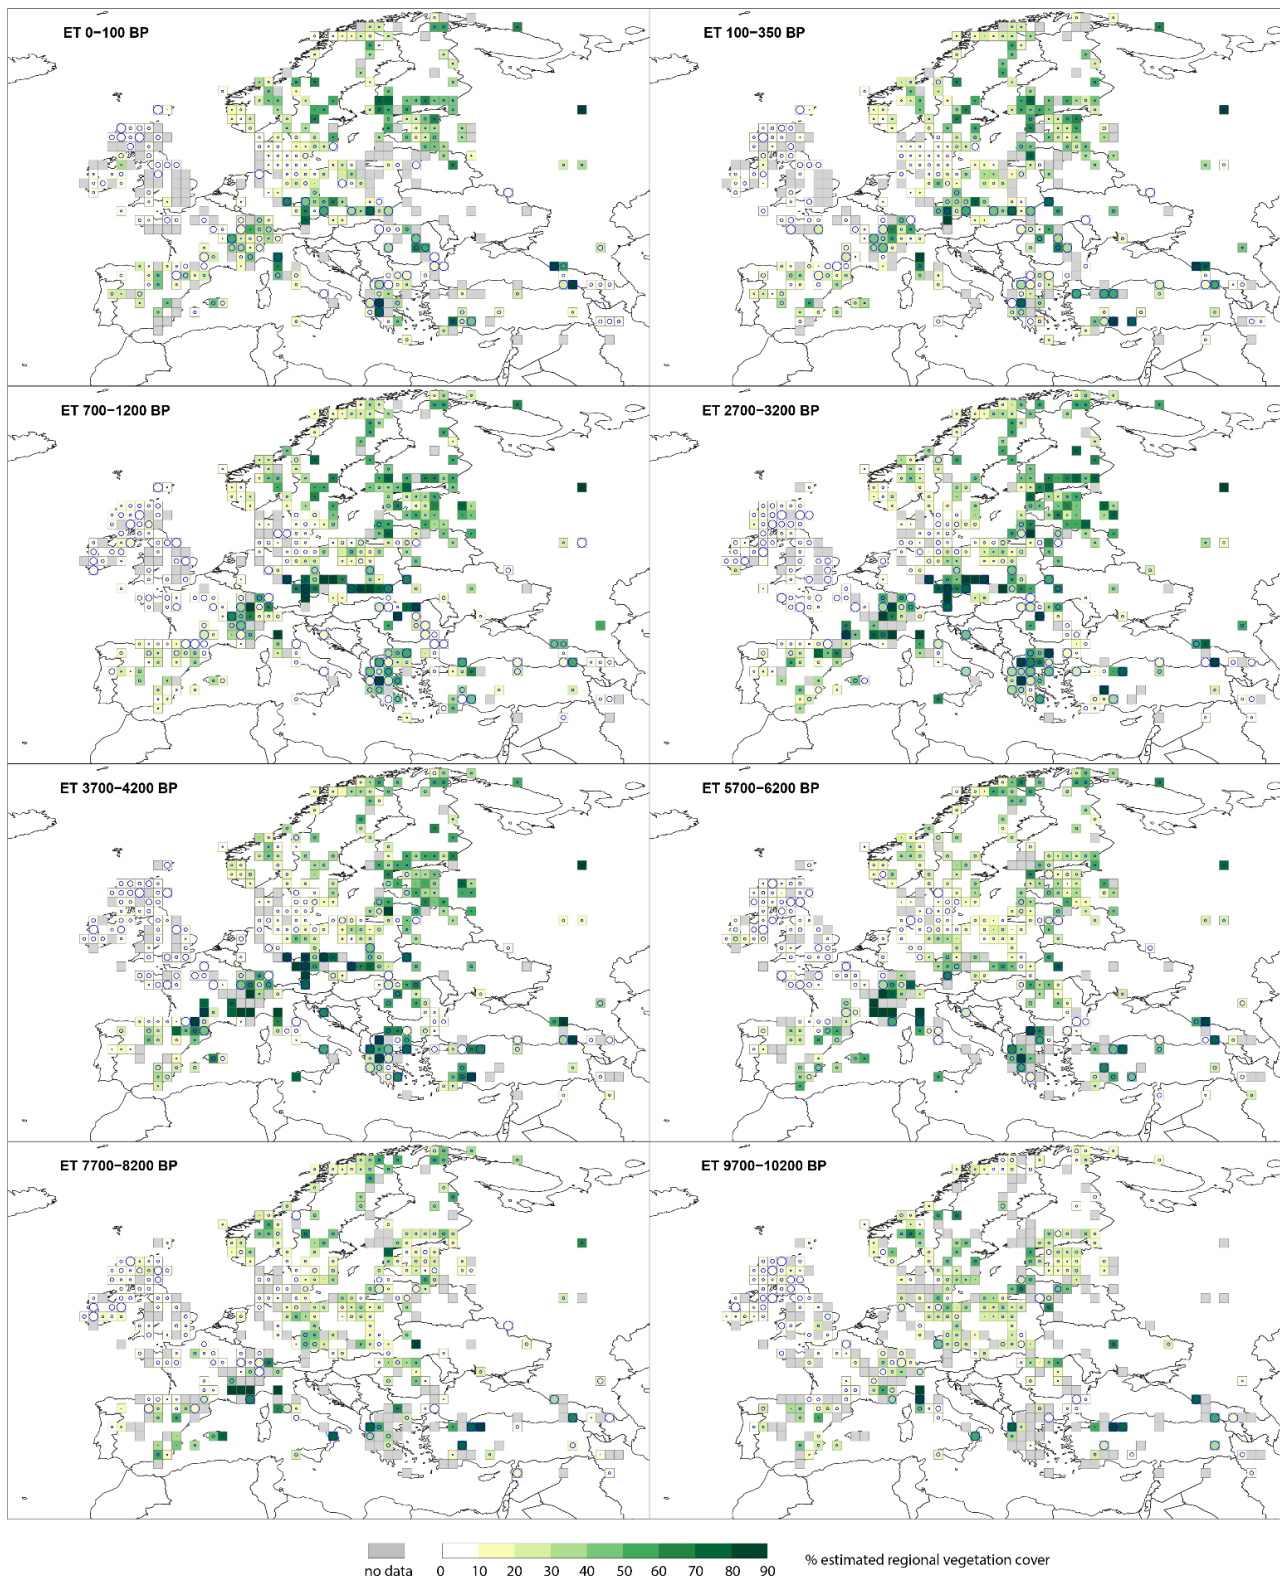 ET 0–100 BP
ET 100–350 BP
ET 700–1200 BP
ET 2700–3200 BP
ET 3700–4200 BP
ET 5700–6200 BP
ET 7700–8200 BP
ET 9700–10200 BP
no data 0 10 20 30 40 50 60 70 80 90 % estimated regional vegetation cover